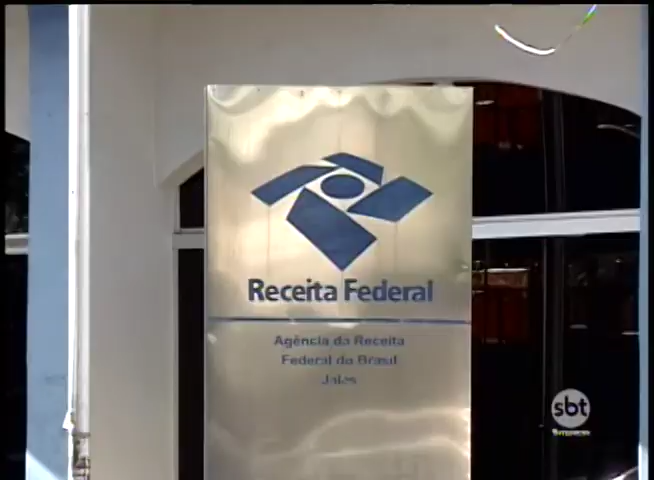 Receita Federal
Agência da Receita
Federal do Brasil
Jales
sbt